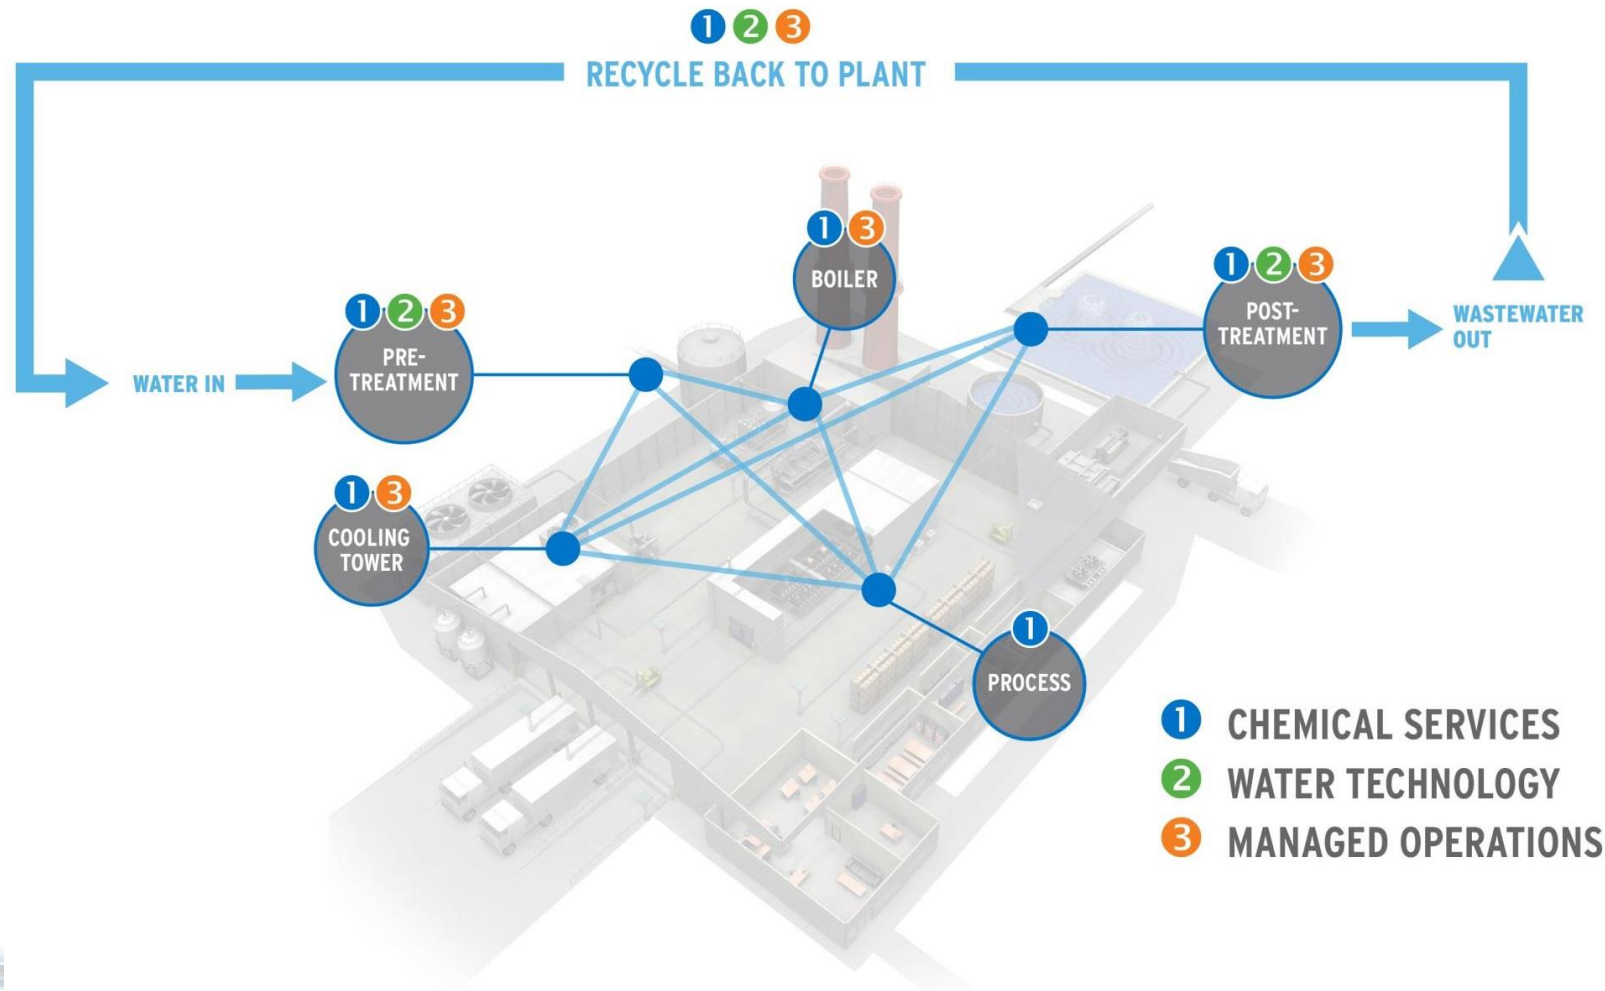 1 2 3
RECYCLE BACK TO PLANT
1 3
BOILER
1 2 3
POST-
TREATMENT
WASTEWATER
OUT
1 2 3
PRE-
TREATMENT
WATER IN
1 3
COOLING
TOWER
1
PROCESS
1 CHEMICAL SERVICES
2 WATER TECHNOLOGY
3 MANAGED OPERATIONS